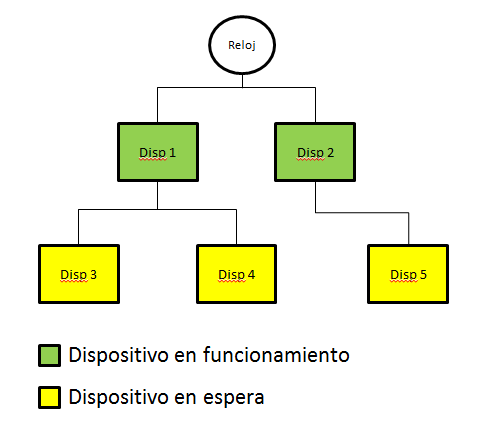 Reloj
Disp 1
Disp 2
Disp 3
Disp 4
Disp 5
Dispositivo en funcionamiento
Dispositivo en espera